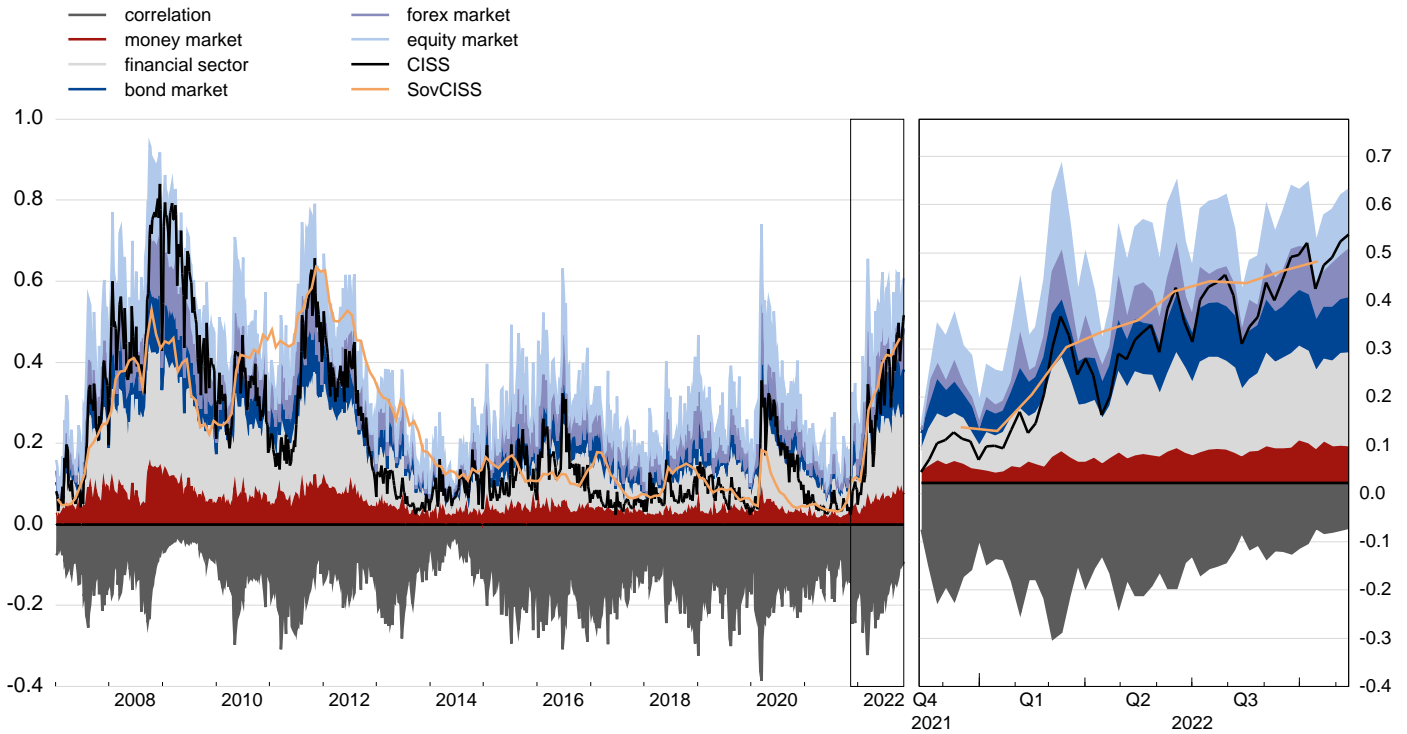 correlation
money market
financial sector
bond market
forex market
equity market
CISS
SovCISS
1.0
0.8
0.6
0.4
0.2
0.0
-0.2
-0.4
2008 2010 2012 2014 2016 2018 2020 2022
0.7
0.6
0.5
0.4
0.3
0.2
0.1
0.0
-0.1
-0.2
-0.3
-0.4
Q4 Q1 Q2 Q3
2021 2022